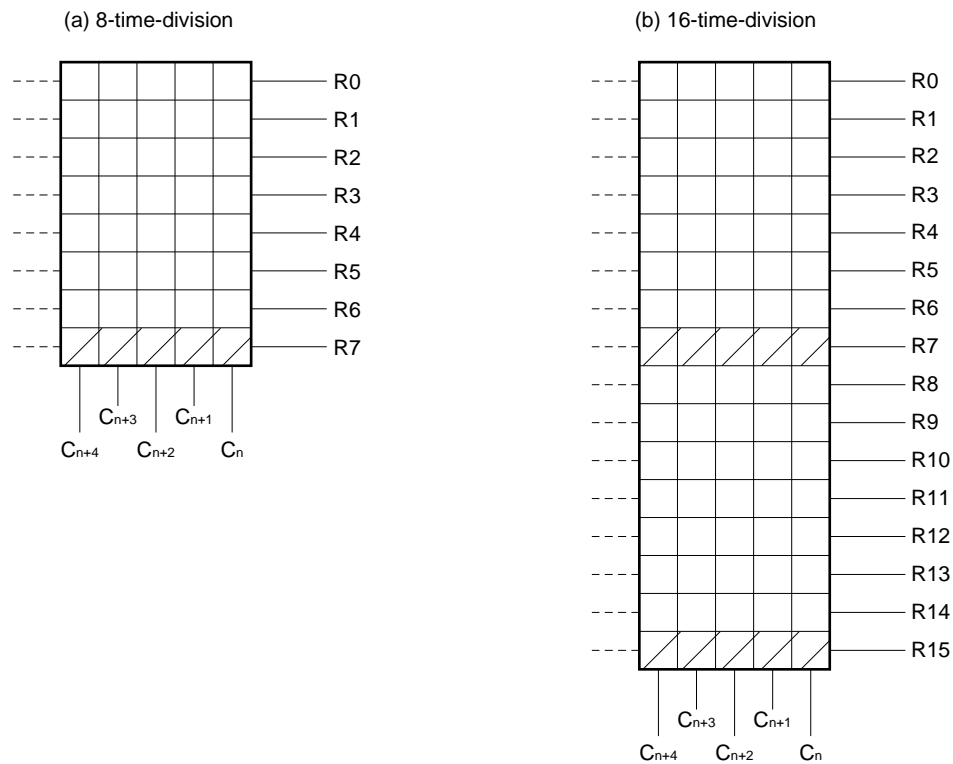 (a) 8-time-division
R0
R1
R2
R3
R4
R5
R6
R7
Cn+3 Cn+1
Cn+4 Cn+2 Cn
(b) 16-time-division
R0
R1
R2
R3
R4
R5
R6
R7
R8
R9
R10
R11
R12
R13
R14
R15
Cn+3 Cn+1
Cn+4 Cn+2 Cn